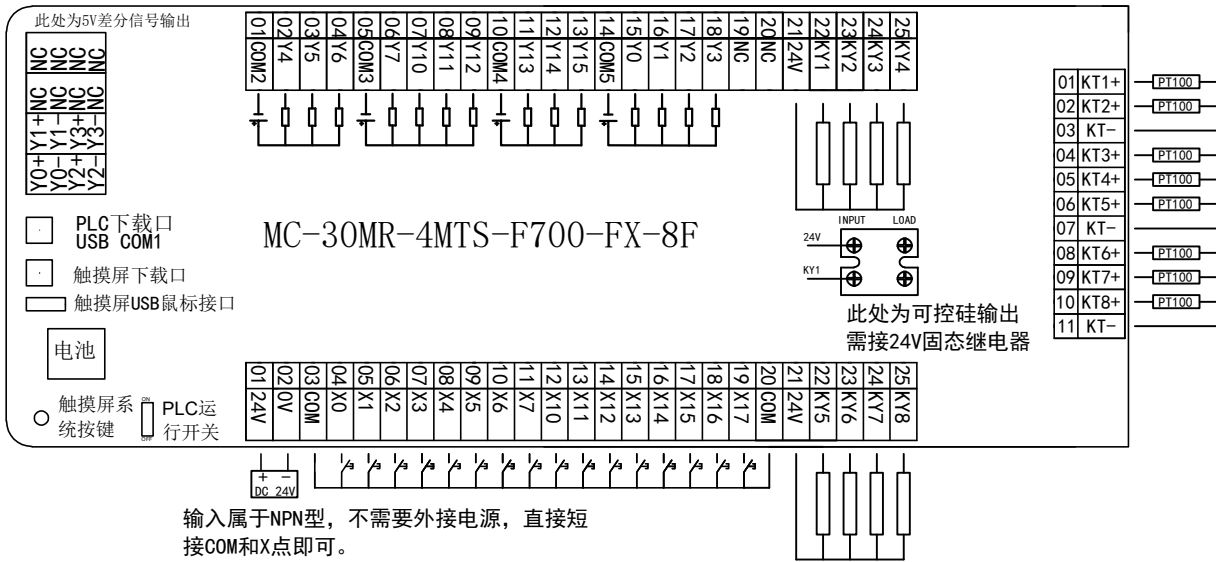 此处为5V差分信号输出
NC NC NC NC
NC NC NC NC
Y1+ Y1- Y3+ Y3-
Y0+ Y0- Y2+ Y2-
01 COM2
02 Y4
03 Y5
04 Y6
05 COM3
06 Y7
07 Y10
08 Y11
09 Y12
10 COM4
11 Y13
12 Y14
13 Y15
14 COM5
15 Y0
16 Y1
17 Y2
18 Y3
19 NC
20 NC
21 24V
22 KY1
23 KY2
24 KY3
25 KY4
01 KT1+ PT100
02 KT2+ PT100
03 KT-
04 KT3+ PT100
05 KT4+ PT100
06 KT5+ PT100
07 KT-
08 KT6+ PT100
09 KT7+ PT100
10 KT8+ PT100
11 KT-
PLC下载口
USB COM1
触摸屏下载口
触摸屏USB鼠标接口
电池
触摸屏系
统按键
ON
PLC运
行开关
OFF
MC-30MR-4MTS-F700-FX-8F
INPUT LOAD
24V
KY1
此处为可控硅输出
需接24V固态继电器
01 24V
02 0V
03 COM
04 X0
05 X1
06 X2
07 X3
08 X4
09 X5
10 X6
11 X7
12 X10
13 X11
14 X12
15 X13
16 X14
17 X15
18 X16
19 X17
20 COM
21 24V
22 KY5
23 KY6
24 KY7
25 KY8
+ -
DC 24V
输入属于NPN型，不需要外接电源，直接短
接COM和X点即可。